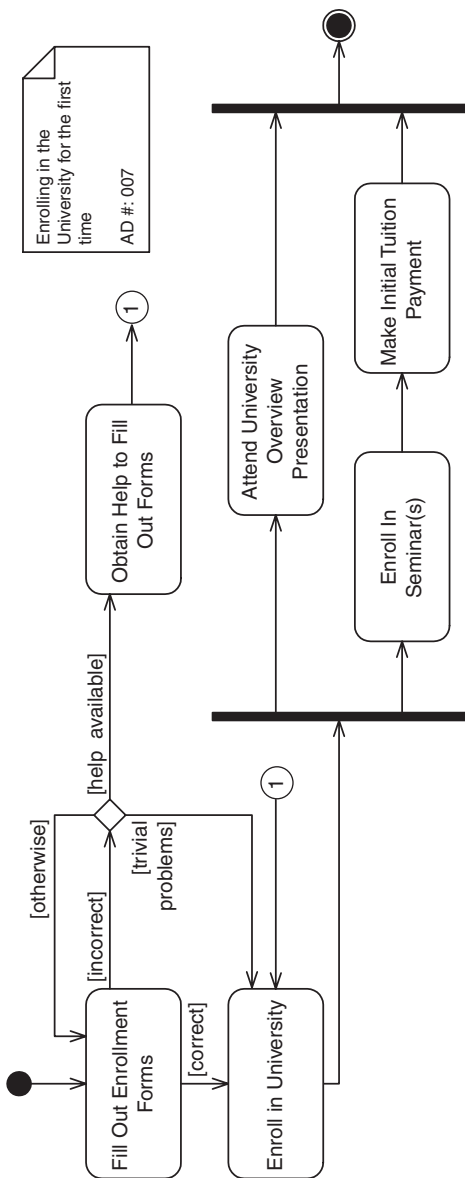 Enrolling in the
University for the first
time
AD #: 007
Fill Out Enrollment
Forms
[otherwise]
[incorrect]
[help available]
Obtain Help to Fill
Out Forms
1
[correct]
[trivial
problems]
Enroll in University
1
Attend University
Overview
Presentation
Enroll In
Seminar(s)
Make Initial Tuition
Payment